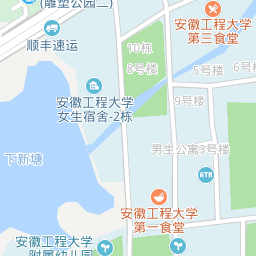 (雕塑公园二)
顺丰速运
10栋
8号楼
安徽工程大学
第三食堂
5号楼
6号
安徽工程大学
女生宿舍-2栋
9号楼
下新塘
男生公寓3号楼
ATM
安徽工程大学
第一食堂
安徽工程大学
附属幼儿园